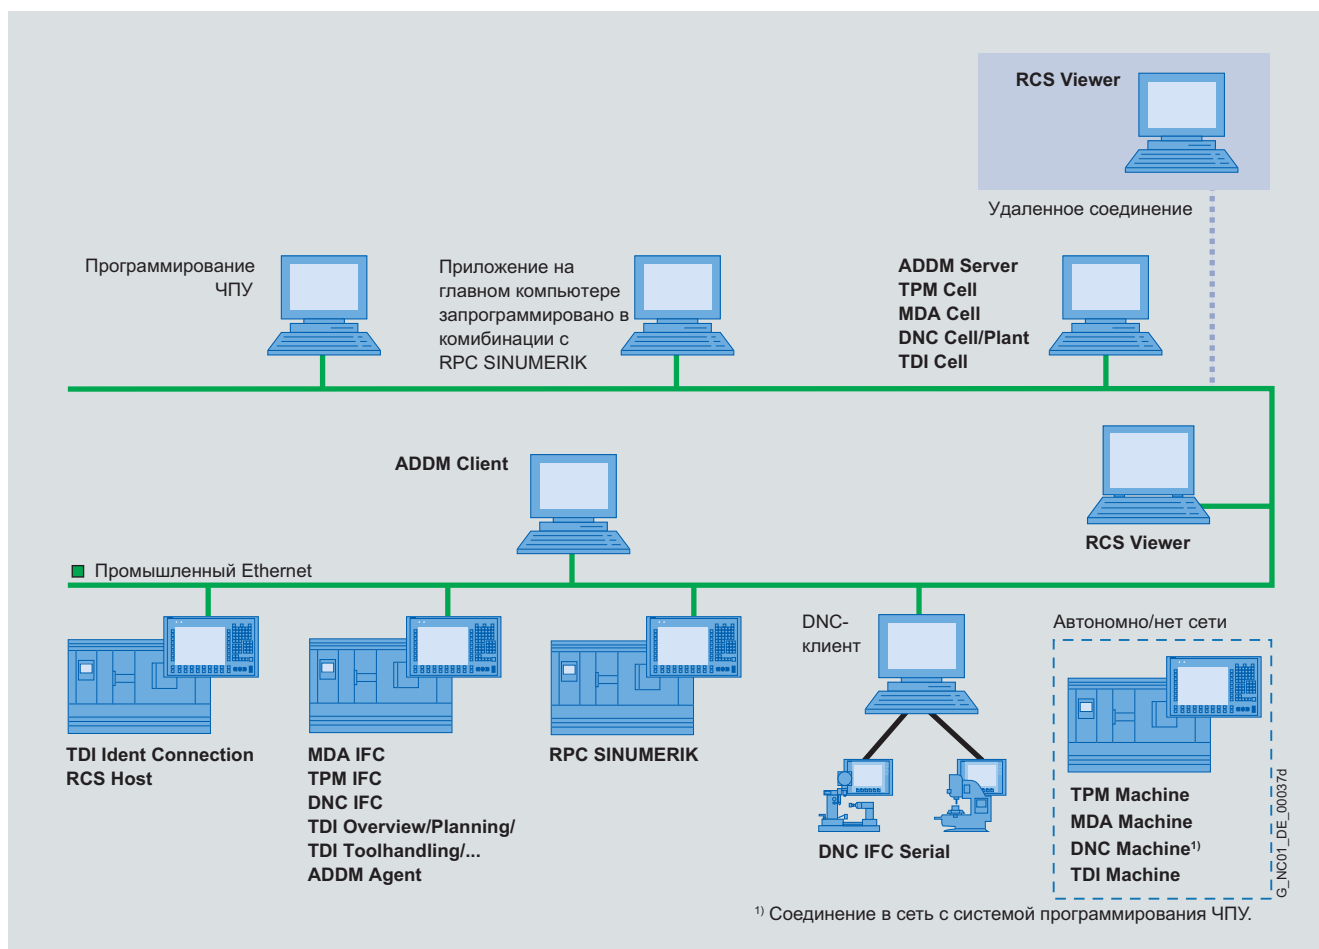 RCS Viewer
Удаленное соединение
Программирование
ЧПУ
Приложение на
главном компьютере
запрограммировано в
комибинации с
RPC SINUMERIK
ADDM Server
TPM Cell
MDA Cell
DNC Cell/Plant
TDI Cell
ADDM Client
RCS Viewer
Промышленный Ethernet
TDI Ident Connection
RCS Host
MDA IFC
TPM IFC
DNC IFC
TDI Overview/Planning/
TDI Toolhandling/...
ADDM Agent
RPC SINUMERIK
DNC-
клиент
DNC IFC Serial
Автономно/нет сети
TPM Machine
MDA Machine
DNC Machine¹⁾
TDI Machine
G_NC01_DE_00037d
¹⁾ Соединение в сеть с системой программирования ЧПУ.